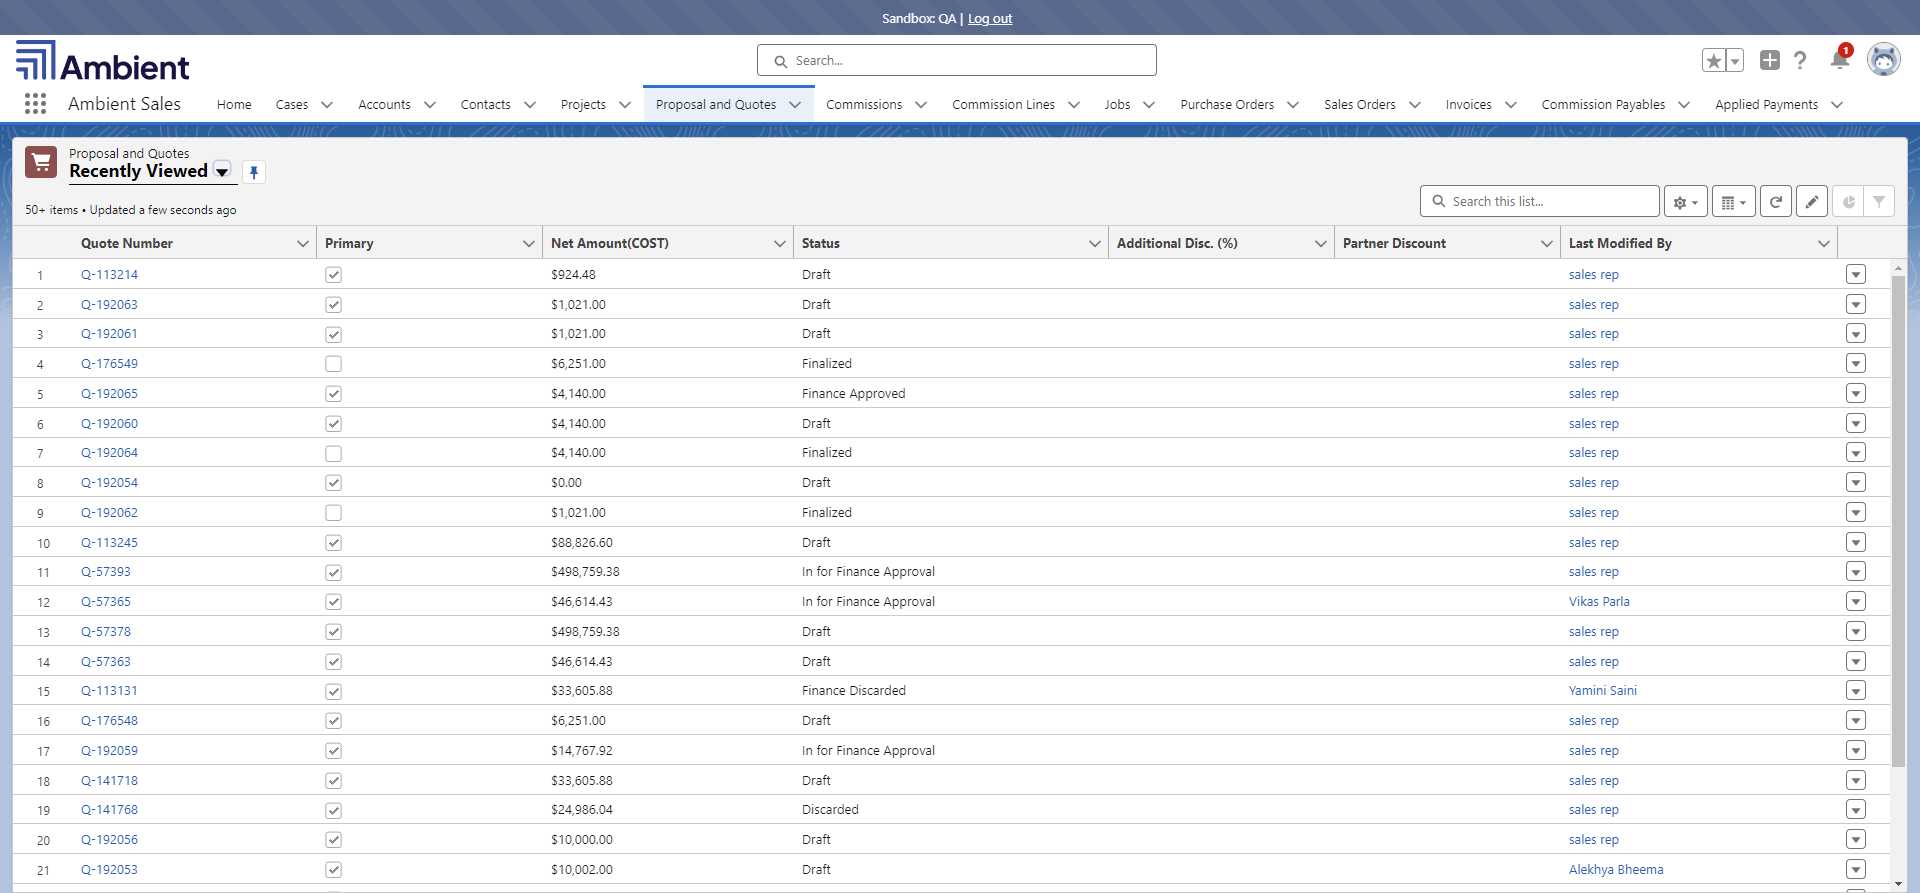 Sandbox: QA | Log out
Ambient
Search...
1
Ambient Sales Home Cases Accounts Contacts Projects Proposal and Quotes Commissions Commission Lines Jobs Purchase Orders Sales Orders Invoices Commission Payables Applied Payments
Proposal and Quotes
Recently Viewed
50+ items • Updated a few seconds ago
Search this list...
Quote Number Primary Net Amount(COST) Status Additional Disc. (%) Partner Discount Last Modified By
1 Q-113214 $924.48 Draft sales rep
2 Q-192063 $1,021.00 Draft sales rep
3 Q-192061 $1,021.00 Draft sales rep
4 Q-176549 $6,251.00 Finalized sales rep
5 Q-192065 $4,140.00 Finance Approved sales rep
6 Q-192060 $4,140.00 Draft sales rep
7 Q-192064 $4,140.00 Finalized sales rep
8 Q-192054 $0.00 Draft sales rep
9 Q-192062 $1,021.00 Finalized sales rep
10 Q-113245 $88,826.60 Draft sales rep
11 Q-57393 $498,759.38 In for Finance Approval sales rep
12 Q-57365 $46,614.43 In for Finance Approval Vikas Parla
13 Q-57378 $498,759.38 Draft sales rep
14 Q-57363 $46,614.43 Draft sales rep
15 Q-113131 $33,605.88 Finance Discarded Yamini Saini
16 Q-176548 $6,251.00 Draft sales rep
17 Q-192059 $14,767.92 In for Finance Approval sales rep
18 Q-141718 $33,605.88 Draft sales rep
19 Q-141768 $24,986.04 Discarded sales rep
20 Q-192056 $10,000.00 Draft sales rep
21 Q-192053 $10,002.00 Draft Alekhya Bheema